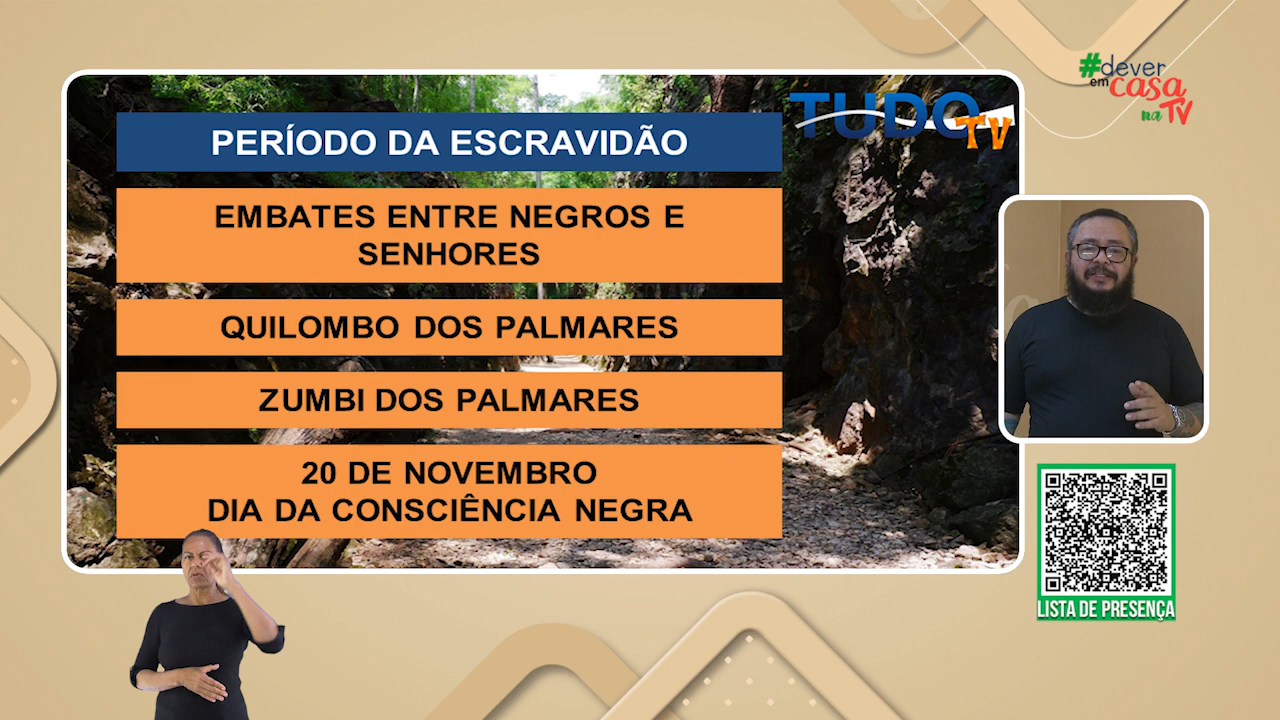 PERÍODO DA ESCRAVIDÃO
EMBATES ENTRE NEGROS E
SENHORES
QUILOMBO DOS PALMARES
ZUMBI DOS PALMARES
20 DE NOVEMBRO
DIA DA CONSCIÊNCIA NEGRA
TUDO
TV
#dever
em casa
na TV
LISTA DE PRESENÇA